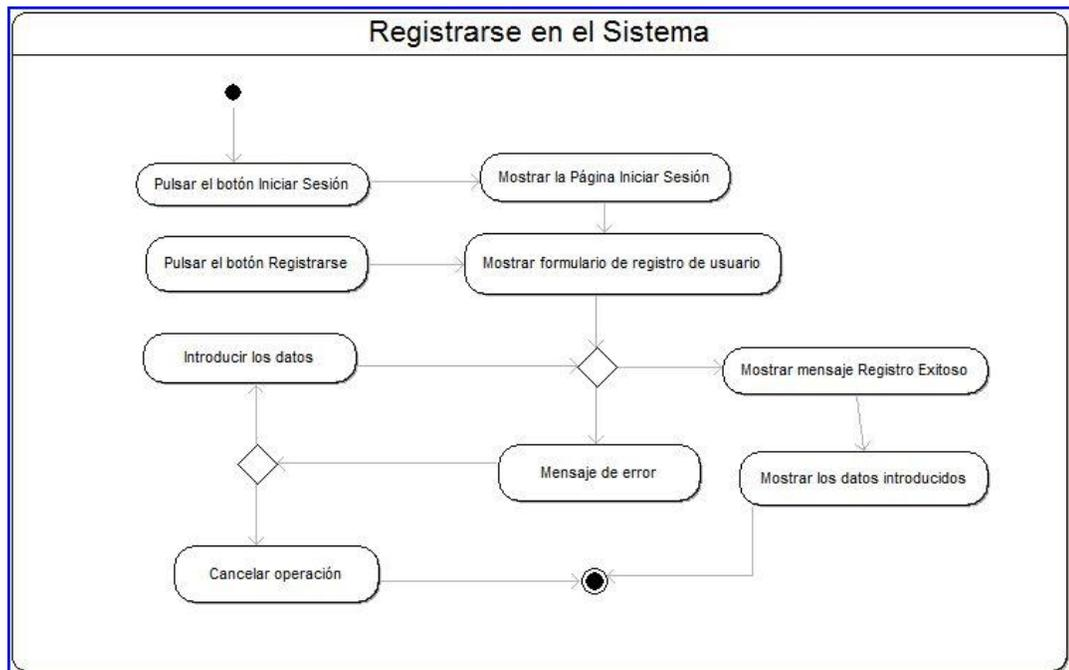 Registrarse en el Sistema
Pulsar el botón Iniciar Sesión
Mostrar la Página Iniciar Sesión
Pulsar el botón Registrarse
Mostrar formulario de registro de usuario
Introducir los datos
Mostrar mensaje Registro Exitoso
Mensaje de error
Mostrar los datos introducidos
Cancelar operación